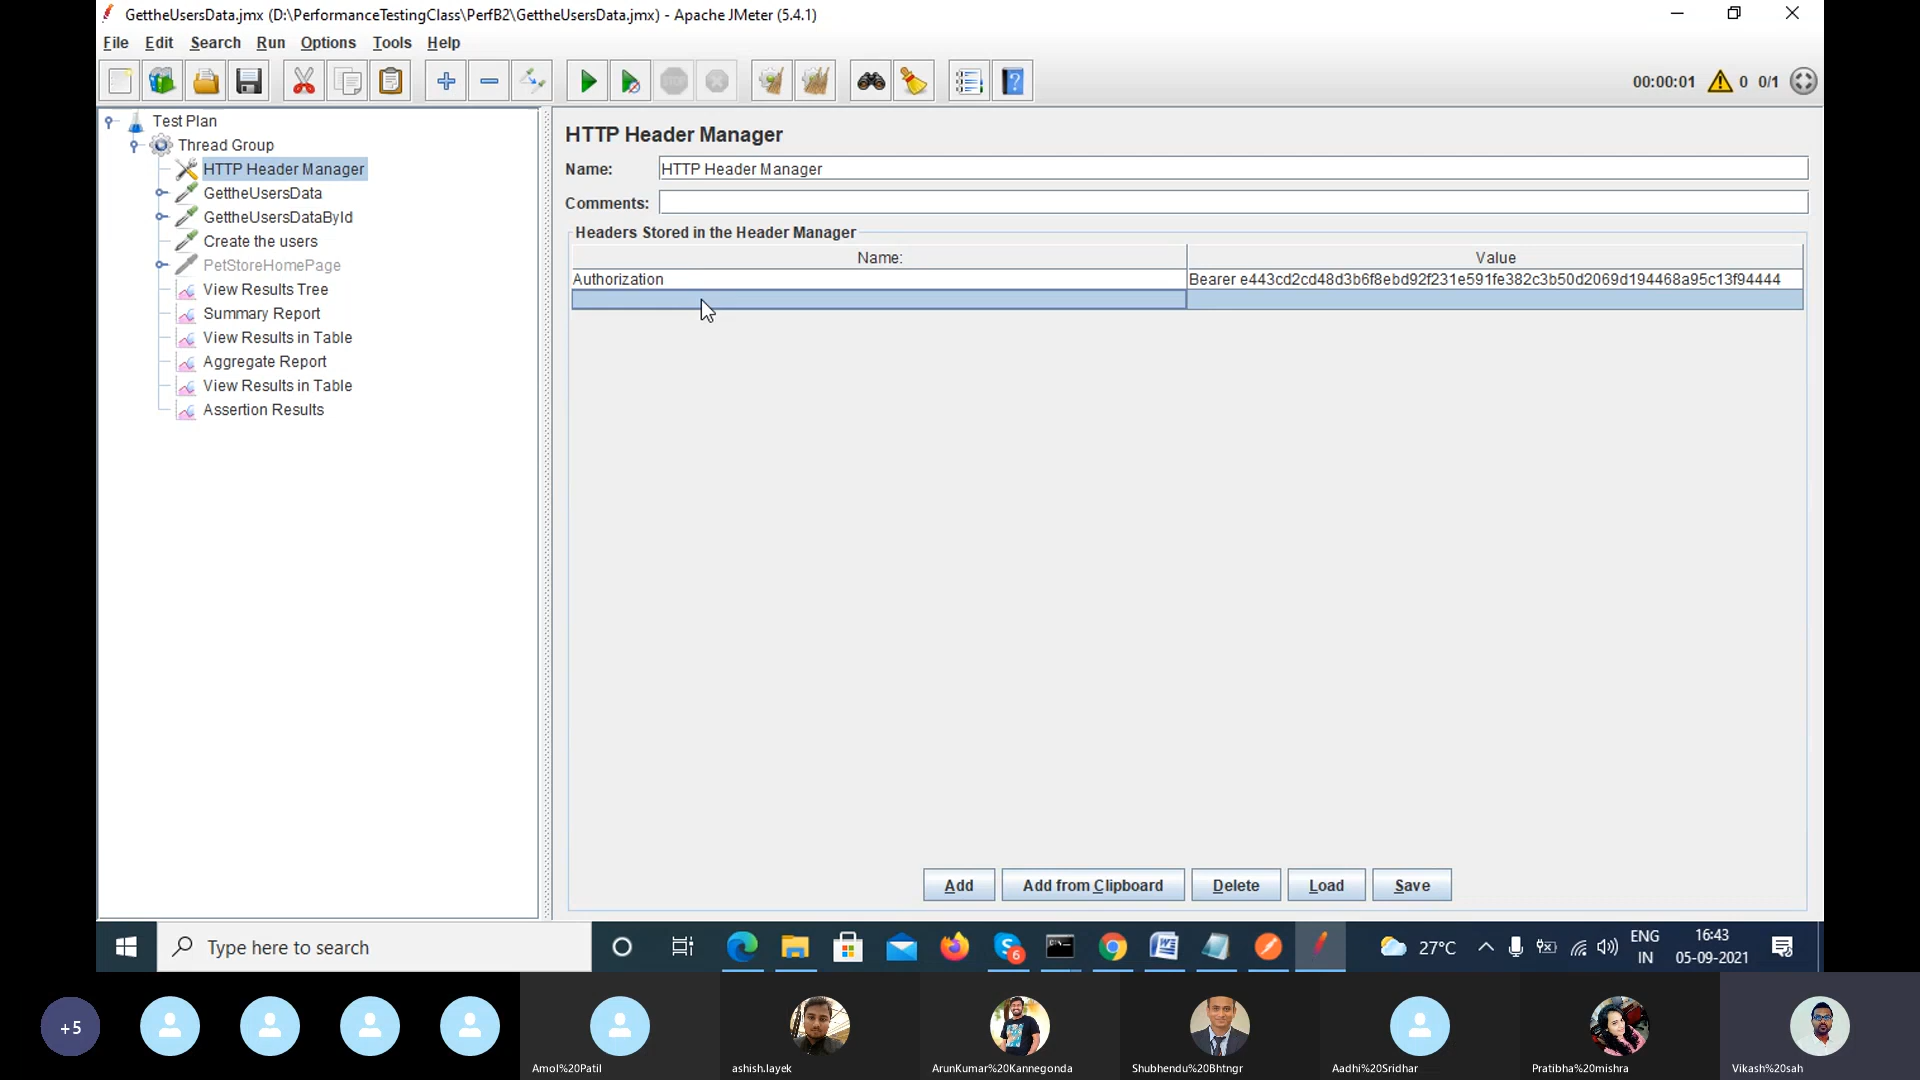 GettheUsersData.jmx (D:\PerformanceTestingClass\PerfB2\GettheUsersData.jmx) - Apache JMeter (5.4.1)
File Edit Search Run Options Tools Help
STOP
00:00:01 0 0/1
Test Plan
Thread Group
HTTP Header Manager
GettheUsersData
GettheUsersDataById
Create the users
PetStoreHomePage
View Results Tree
Summary Report
View Results in Table
Aggregate Report
View Results in Table
Assertion Results
HTTP Header Manager
Name: HTTP Header Manager
Comments:
Headers Stored in the Header Manager
Name: Value
Authorization Bearer e443cd2cd48d3b6f8ebd92f231e591fe382c3b50d2069d194468a95c13f94444
Add Add from Clipboard Delete Load Save
Type here to search
6
27°C
ENG
IN
16:43
05-09-2021
+5
Amol%20Patil
ashish.layek
ArunKumar%20Kannegonda
Shubhendu%20Bhtngr
Aadhi%20Sridhar
Pratibha%20mishra
Vikash%20sah